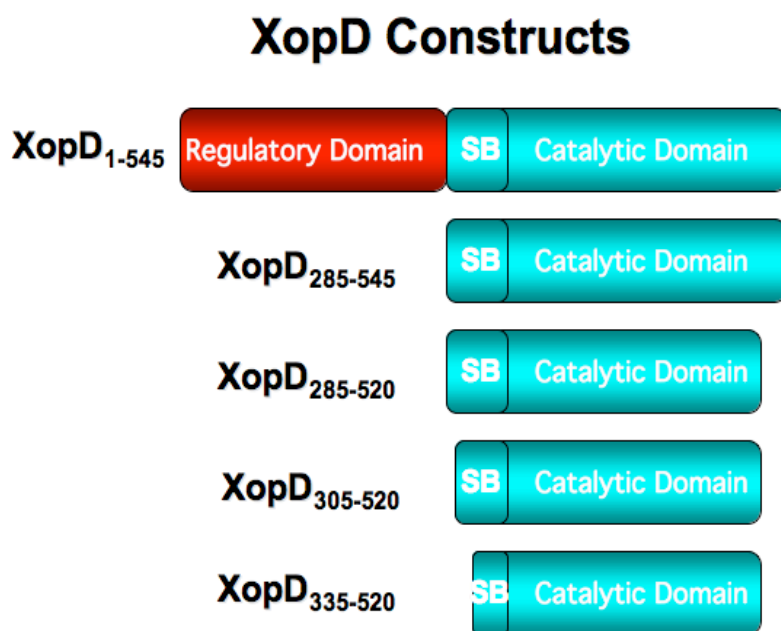 XopD Constructs
XopD1-545 Regulatory Domain SB Catalytic Domain
XopD285-545 SB Catalytic Domain
XopD285-520 SB Catalytic Domain
XopD305-520 SB Catalytic Domain
XopD335-520 SB Catalytic Domain